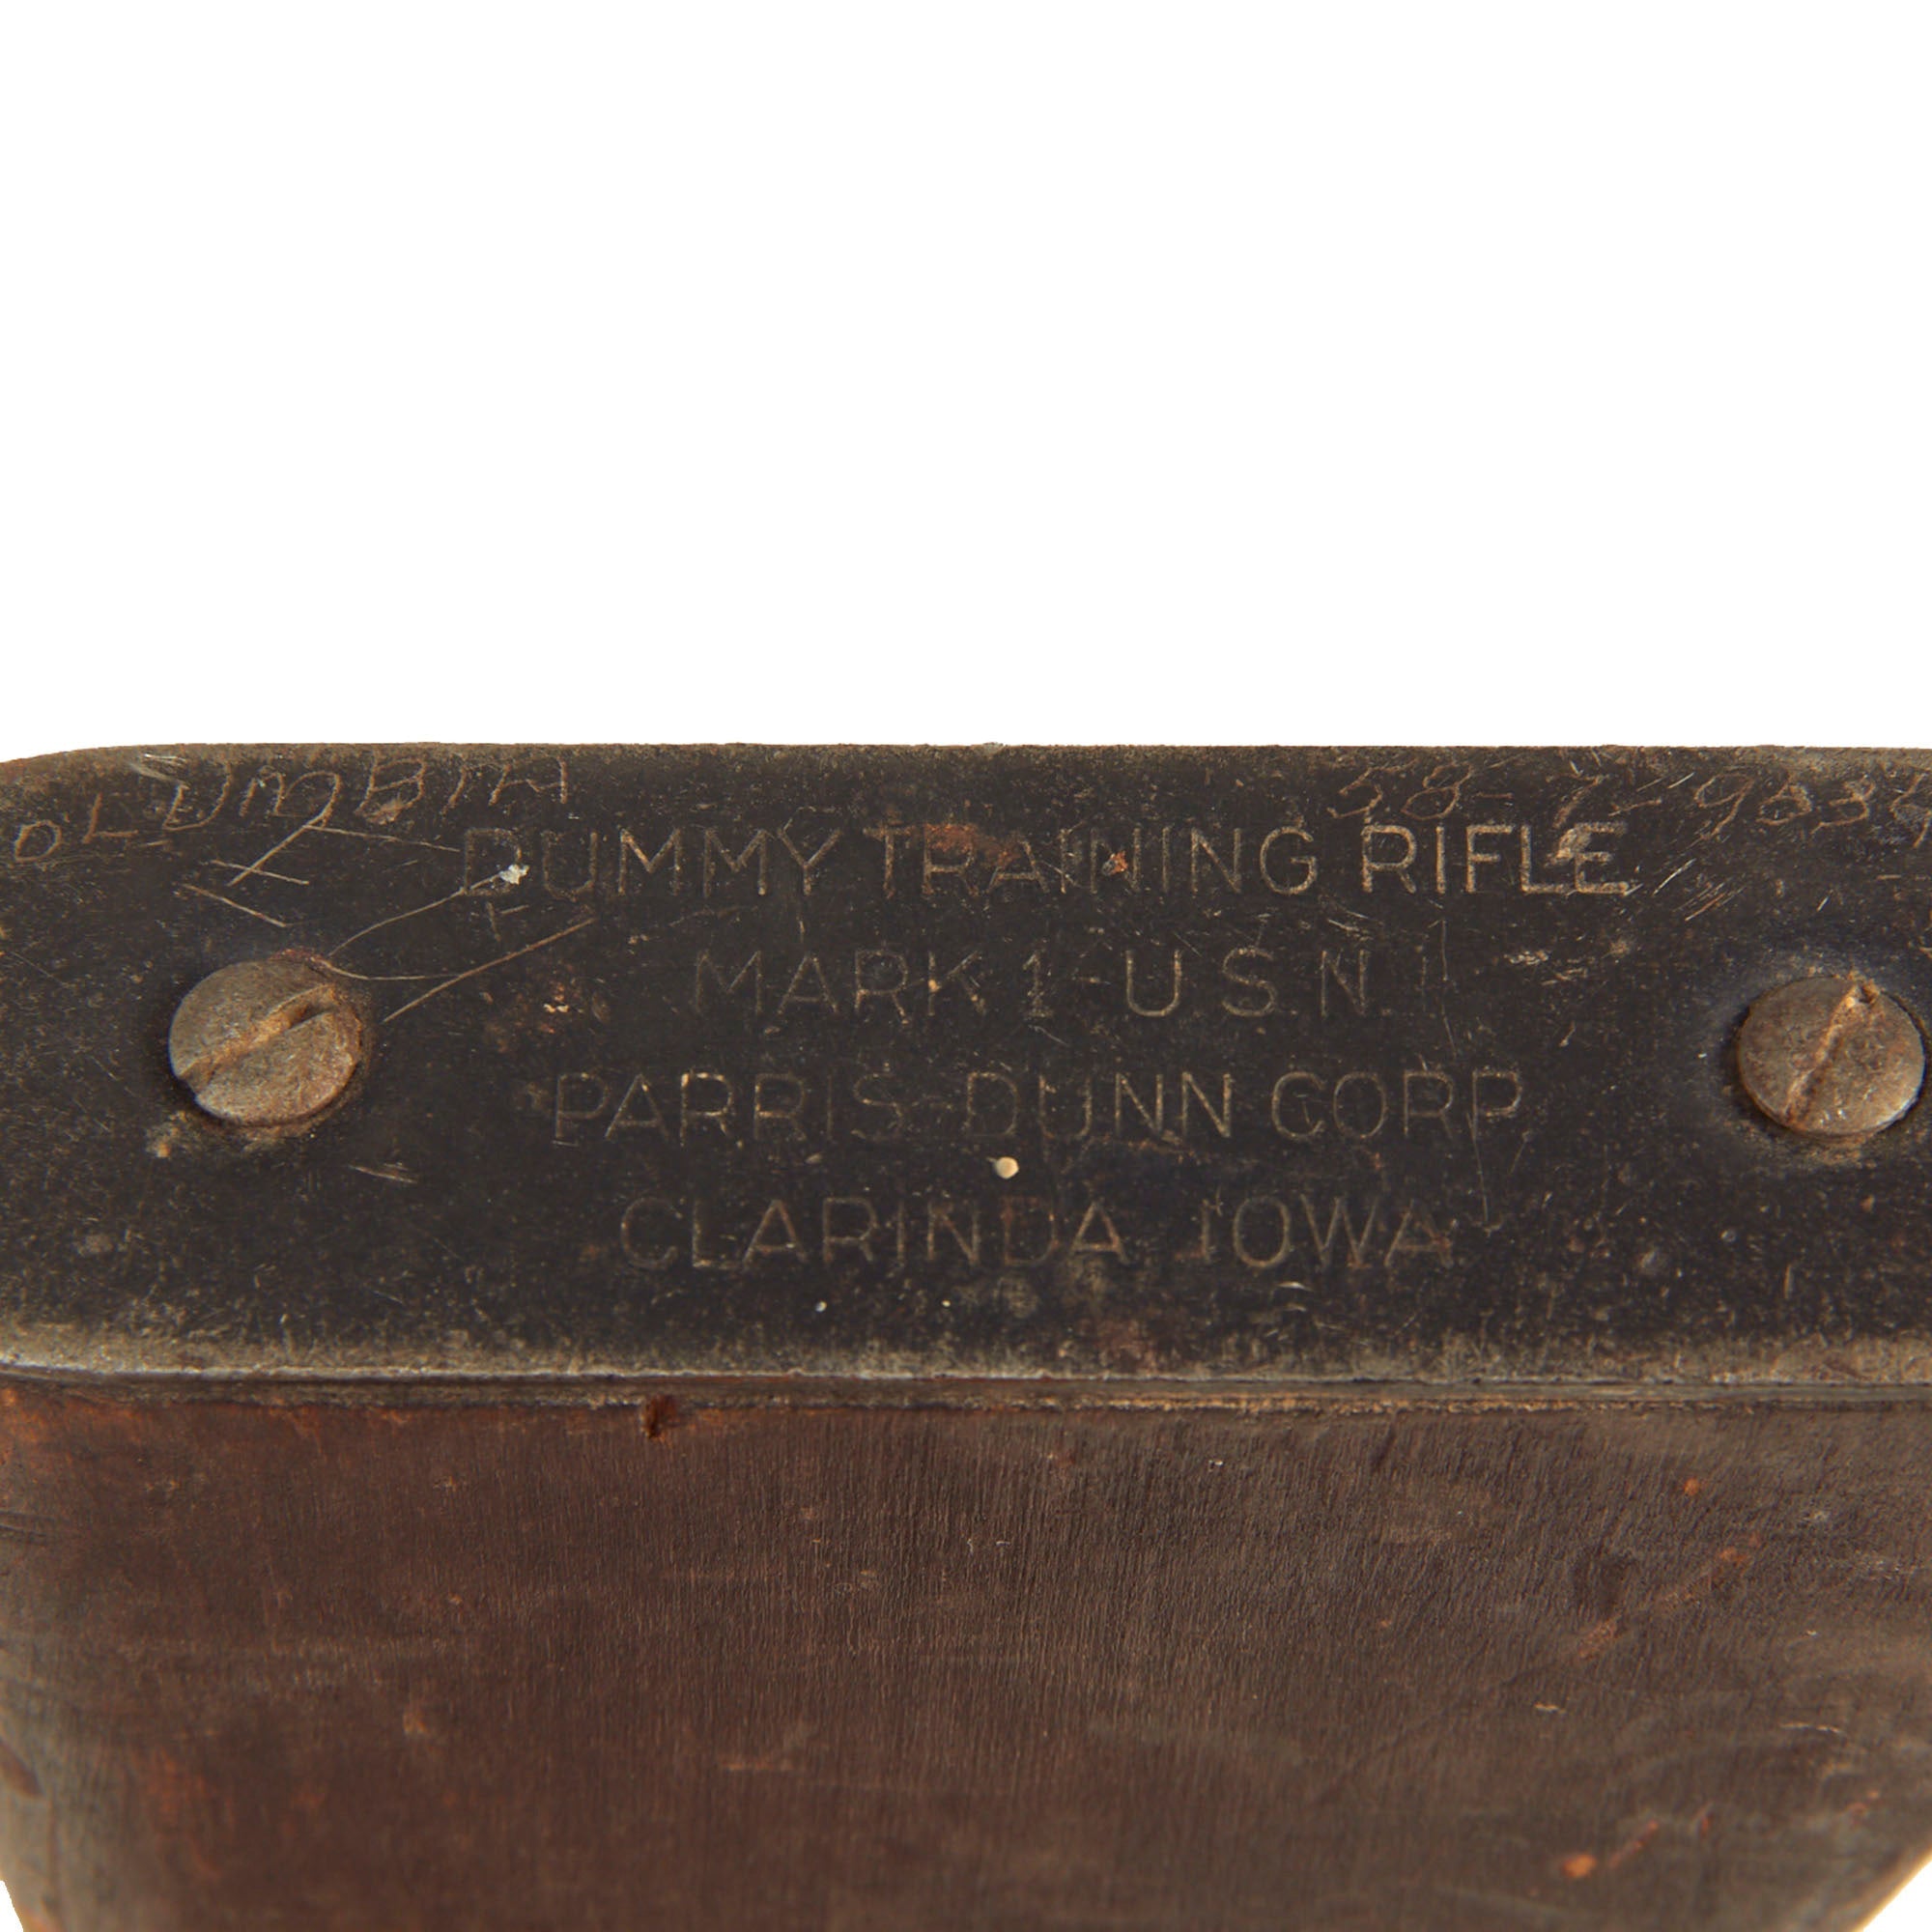 DUMMY TRAINING RIFLE
MARK 1 - U.S.N.
PARRIS-DUNN CORP.
CLARINDA IOWA